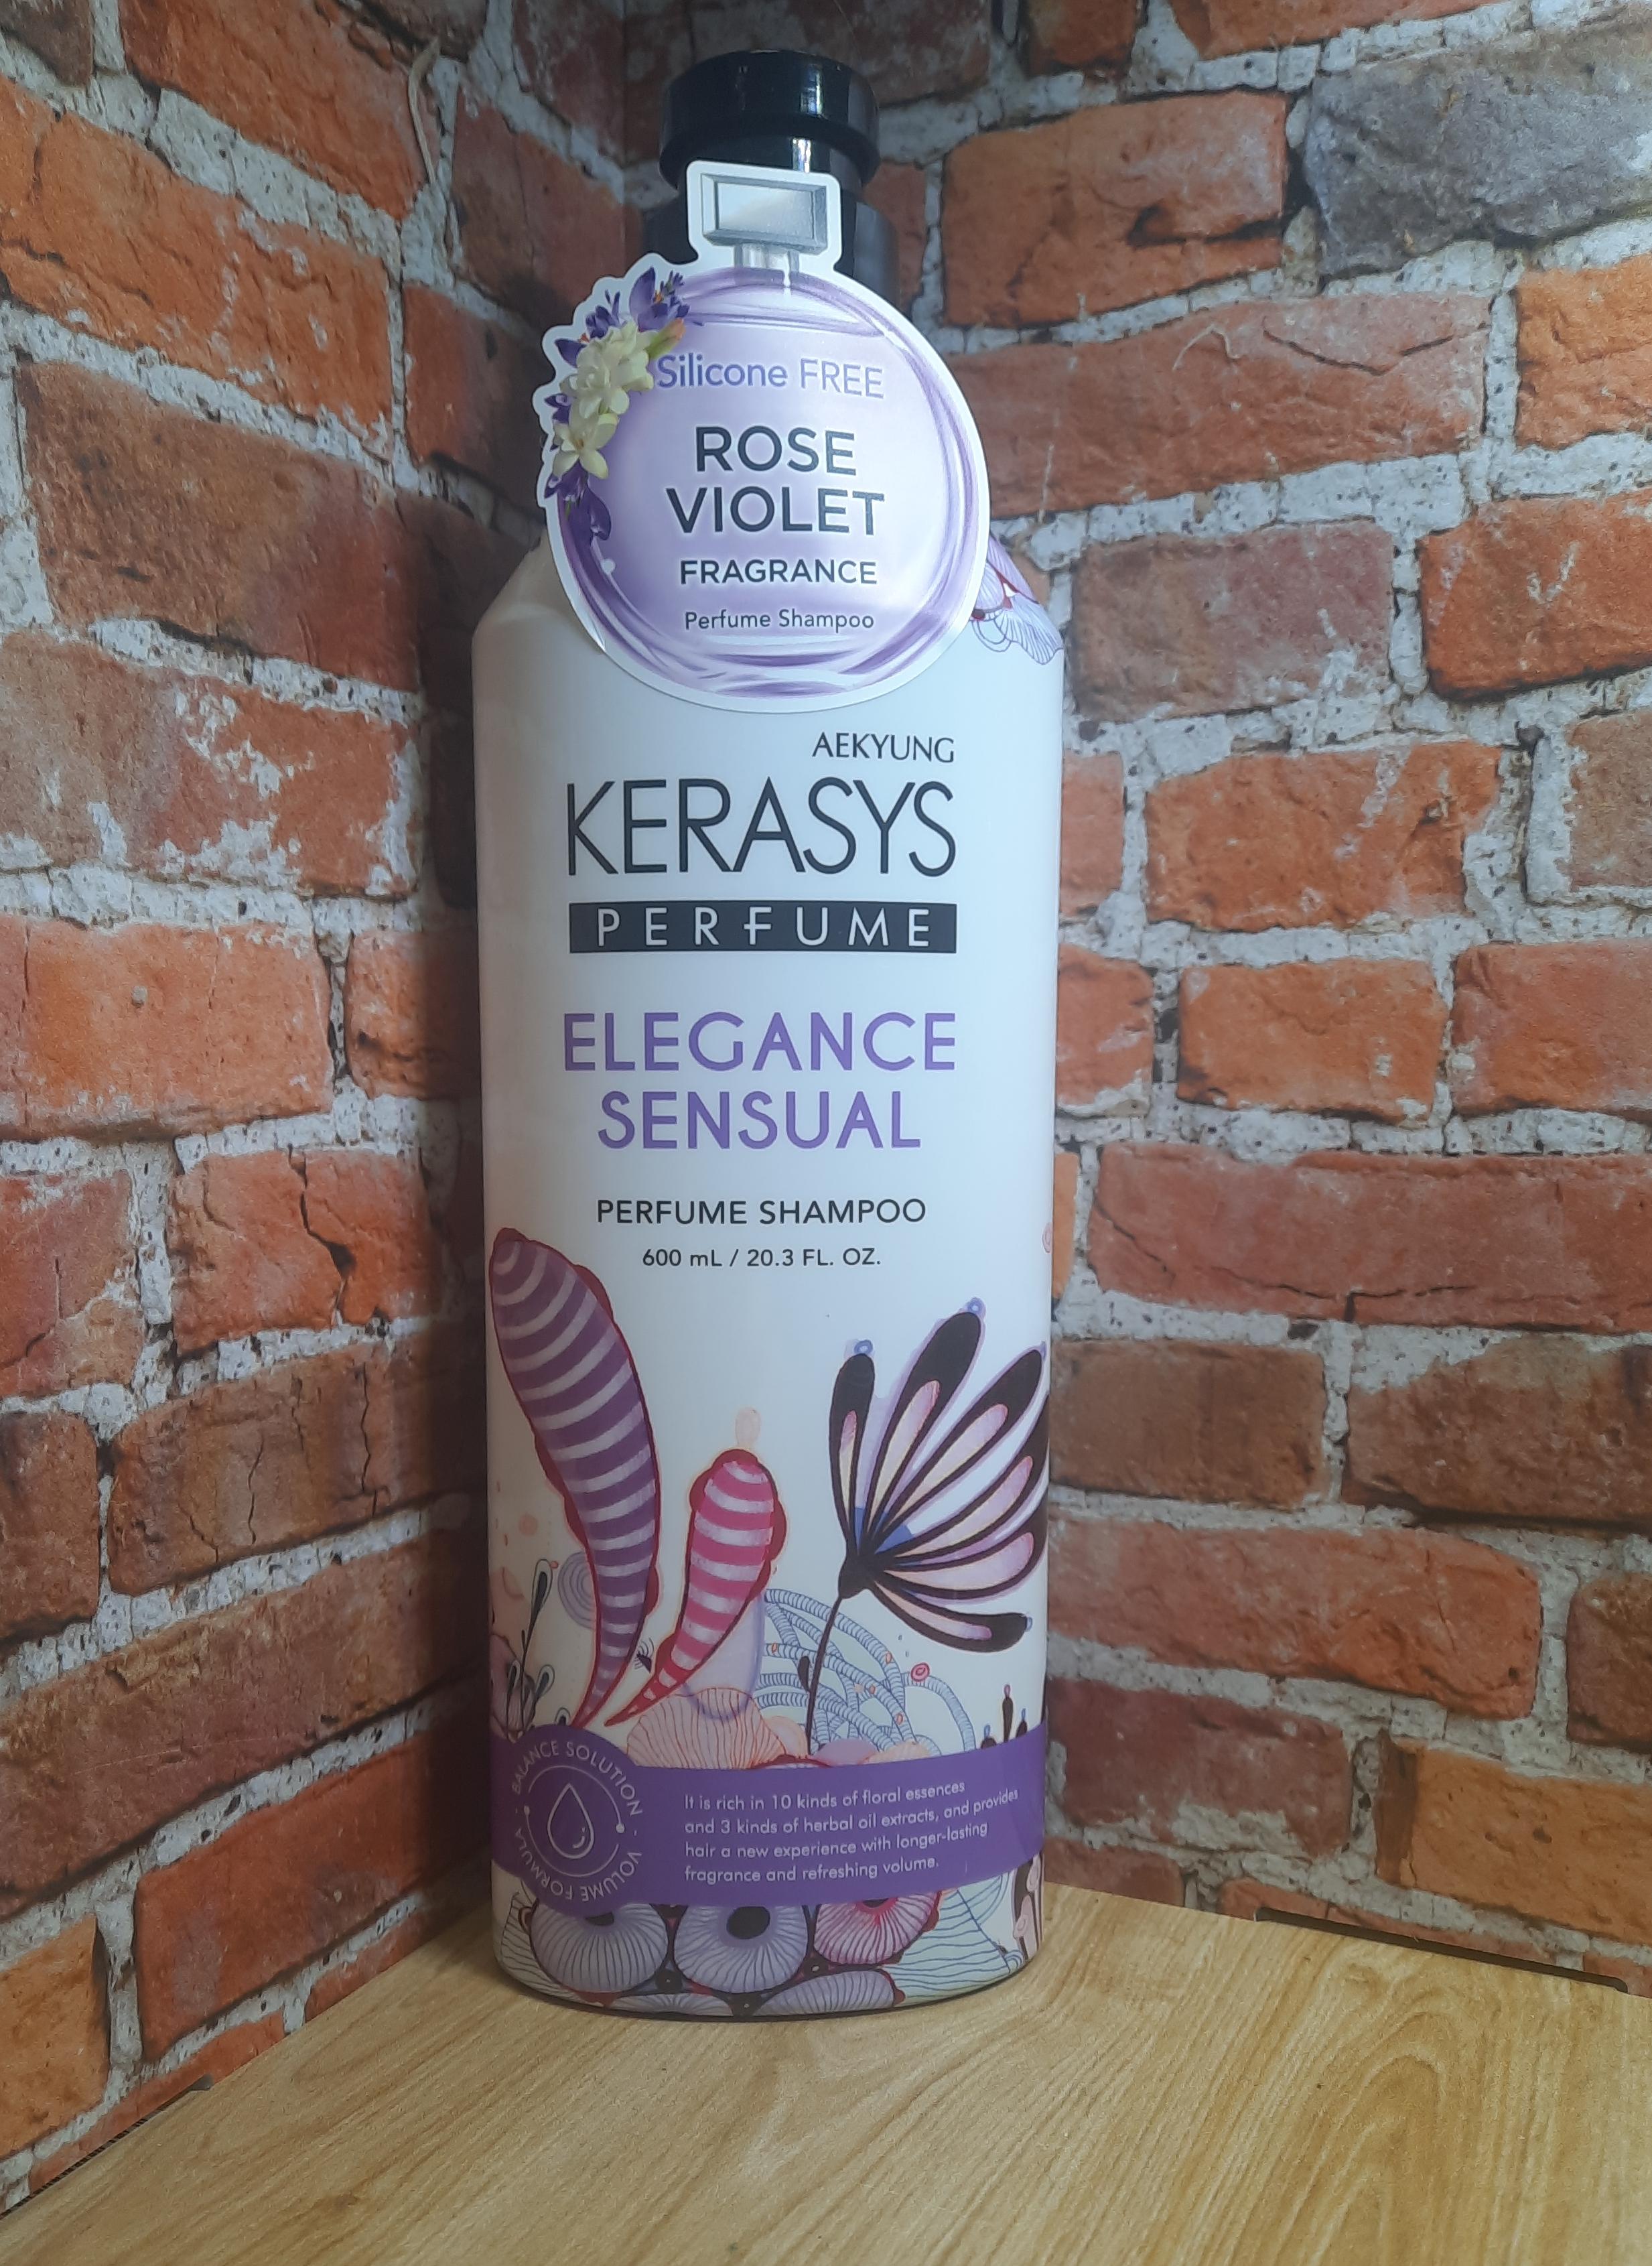 Silicone FREE
ROSE
VIOLET
FRAGRANCE
Perfume Shampoo
AEKYUNG
KERASYS
PERFUME
ELEGANCE
SENSUAL
PERFUME SHAMPOO
600 mL / 20.3 FL. OZ.
BALANCE SOLUTION · VOLUME FORMULA ·
It is rich in 10 kinds of floral essences
and 3 kinds of herbal oil extracts, and provides
hair a new experience with longer-lasting
fragrance and refreshing volume.